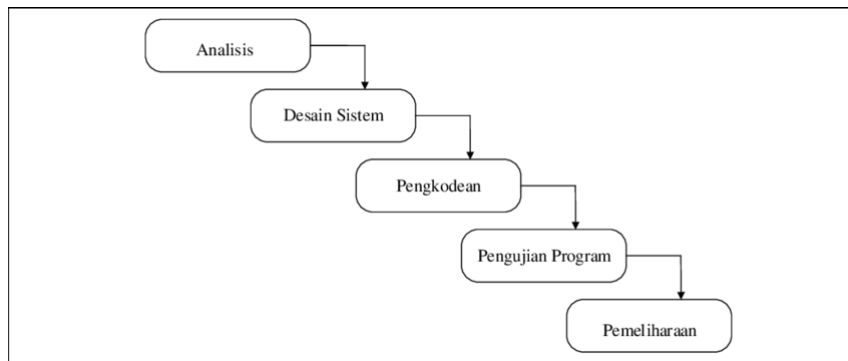 Analisis
Desain Sistem
Pengkodean
Pengujian Program
Pemeliharaan